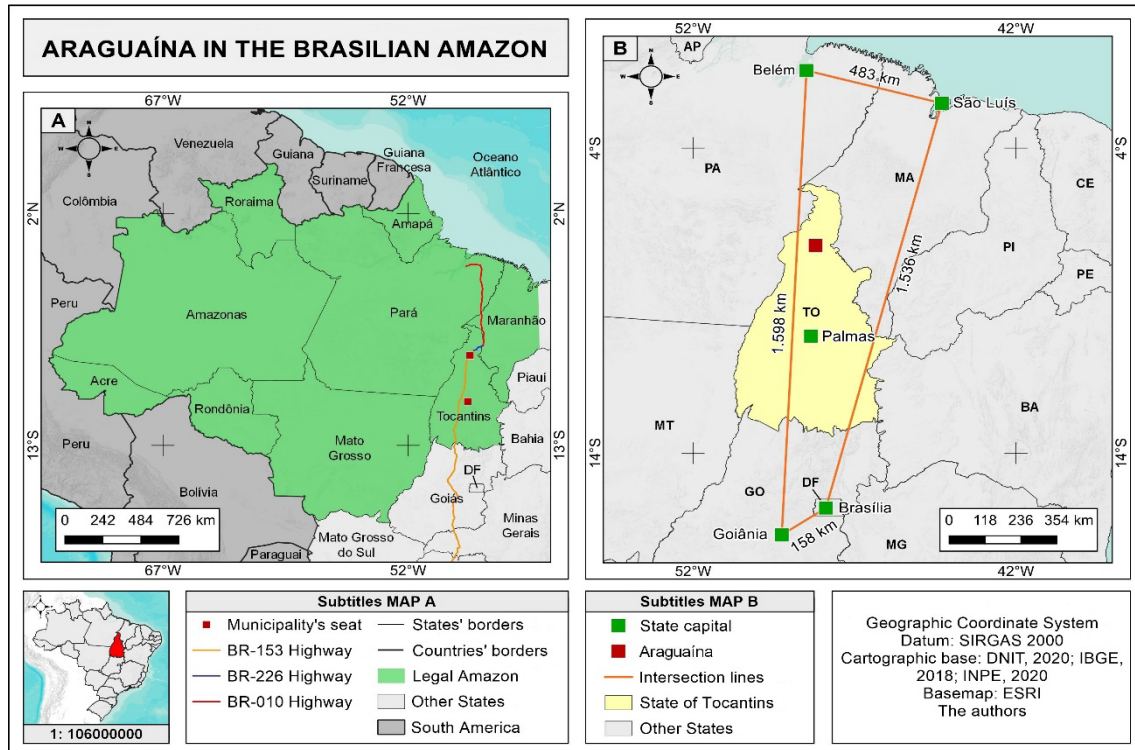 ARAGUAÍNA IN THE BRASILIAN AMAZON
67°W
52°W
A
N
W
E
S
Venezuela
Guiana
Suriname
Guiana
Francesa
Oceano
Atlântico
Colômbia
Roraima
Amapá
2°N
2°N
Peru
Amazonas
Pará
Maranhão
Piauí
Acre
Rondônia
Tocantins
Mato
Grosso
Bahia
13°S
13°S
Peru
Bolívia
DF
Goiás
Minas
Gerais
Mato Grosso
do Sul
Paraguai
0 242 484 726 km
67°W
52°W
52°W
42°W
B
N
W
E
S
AP
Belém
483 km
São Luís
4°S
4°S
PA
MA
CE
PI
PE
1.536 km
1.598 km
TO
Palmas
BA
MT
14°S
14°S
GO
DF
Brasília
Goiânia
158 km
MG
0 118 236 354 km
52°W
42°W
1: 106000000
Subtitles MAP A
Municipality's seat
BR-153 Highway
BR-226 Highway
BR-010 Highway
States' borders
Countries' borders
Legal Amazon
Other States
South America
Subtitles MAP B
State capital
Araguaína
Intersection lines
State of Tocantins
Other States
Geographic Coordinate System
Datum: SIRGAS 2000
Cartographic base: DNIT, 2020; IBGE,
2018; INPE, 2020
Basemap: ESRI
The authors